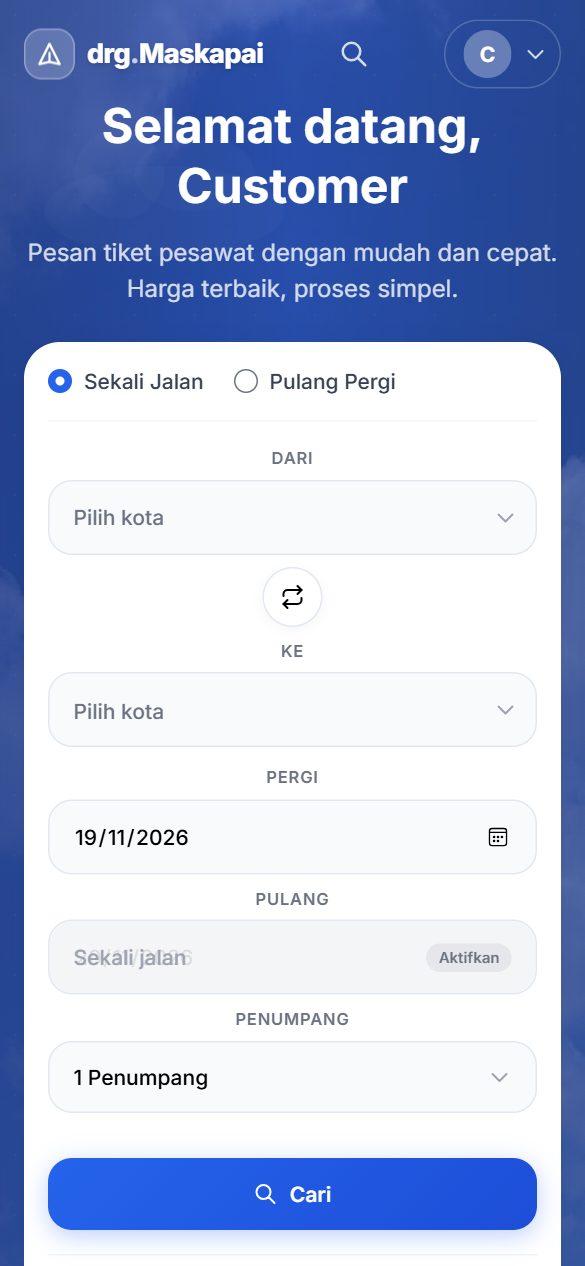 drg.Maskapai
C
Selamat datang,
Customer
Pesan tiket pesawat dengan mudah dan cepat.
Harga terbaik, proses simpel.
Sekali Jalan
Pulang Pergi
DARI
Pilih kota
KE
Pilih kota
PERGI
19/11/2026
PULANG
Sekali jalan
Aktifkan
PENUMPANG
1 Penumpang
Cari